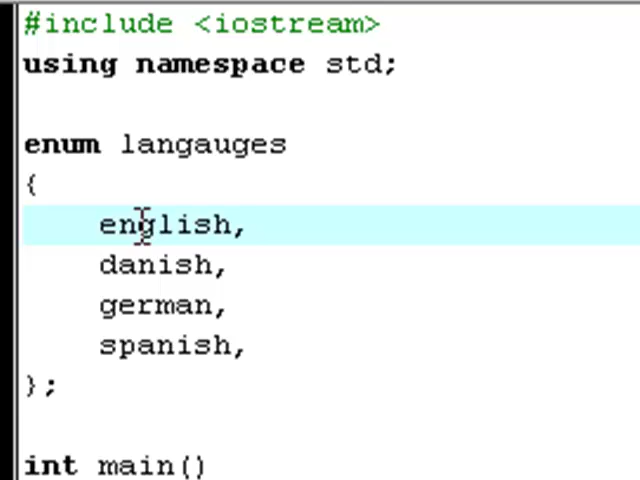 #include <iostream>
using namespace std;
enum langauges
{
english,
danish,
german,
spanish,
};
int main()